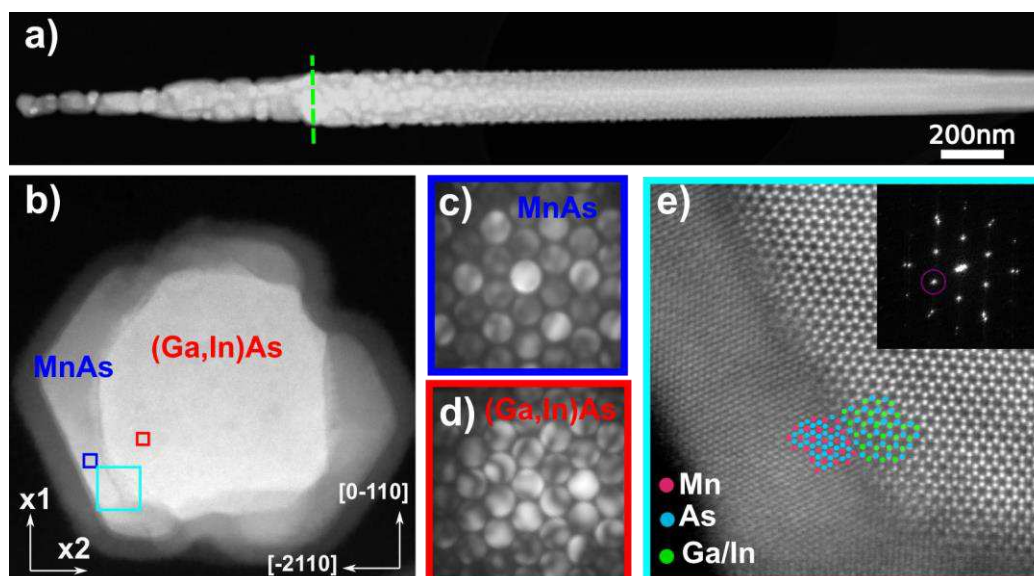 a)
200nm
b)
MnAs
(Ga,In)As
x1
x2
[0-110]
[-2110]
c)
MnAs
d)
(Ga,In)As
e)
Mn
As
Ga/In